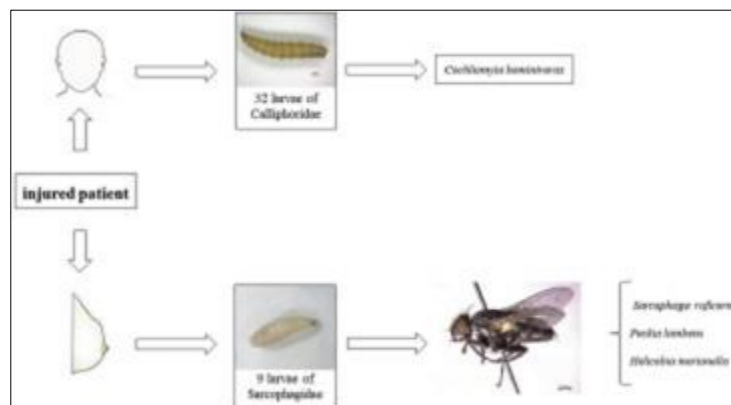 32 larvae of
Calliphoridae
Cochliomyia hominivorax
injured patient
9 larvae of
Sarcophagidae
Sarcophaga ruficornis
Peckia lambens
Helicobia morionella